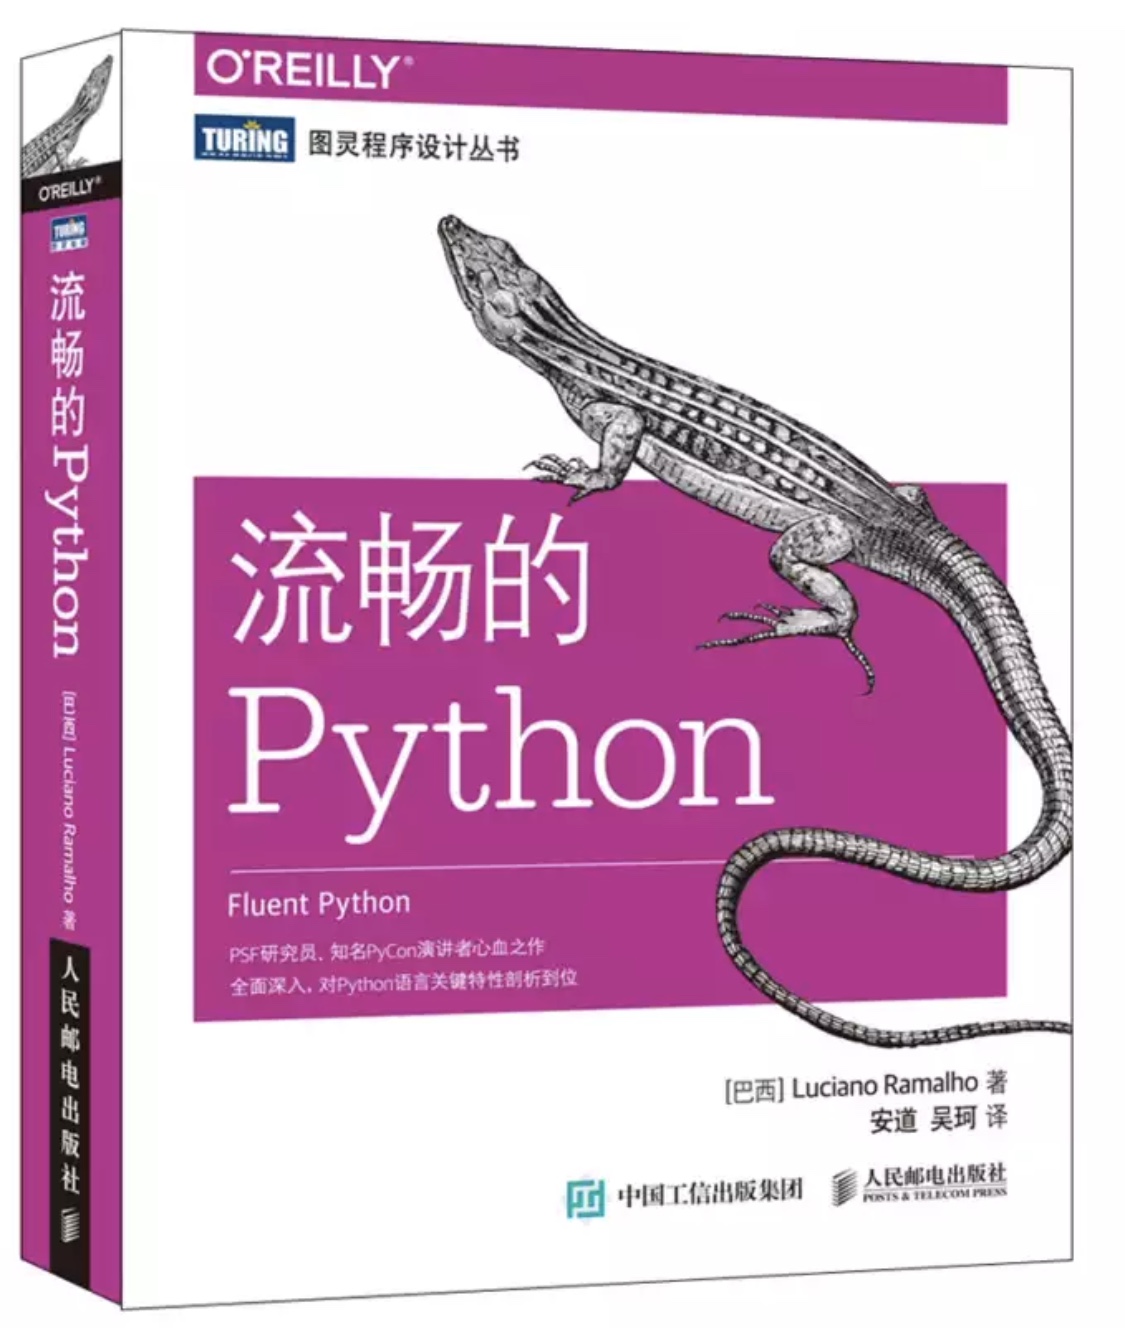 O'REILLY®
TURING 图灵程序设计丛书
流畅的
Python
Fluent Python
PSF研究员、知名PyCon演讲者心血之作
全面深入，对Python语言关键特性剖析到位
[巴西] Luciano Ramalho 著
安道 吴珂 译
中国工信出版集团
人民邮电出版社
POSTS & TELECOM PRESS
O'REILLY®
TURING
流畅的Python
[巴西] Luciano Ramalho 著
人民邮电出版社